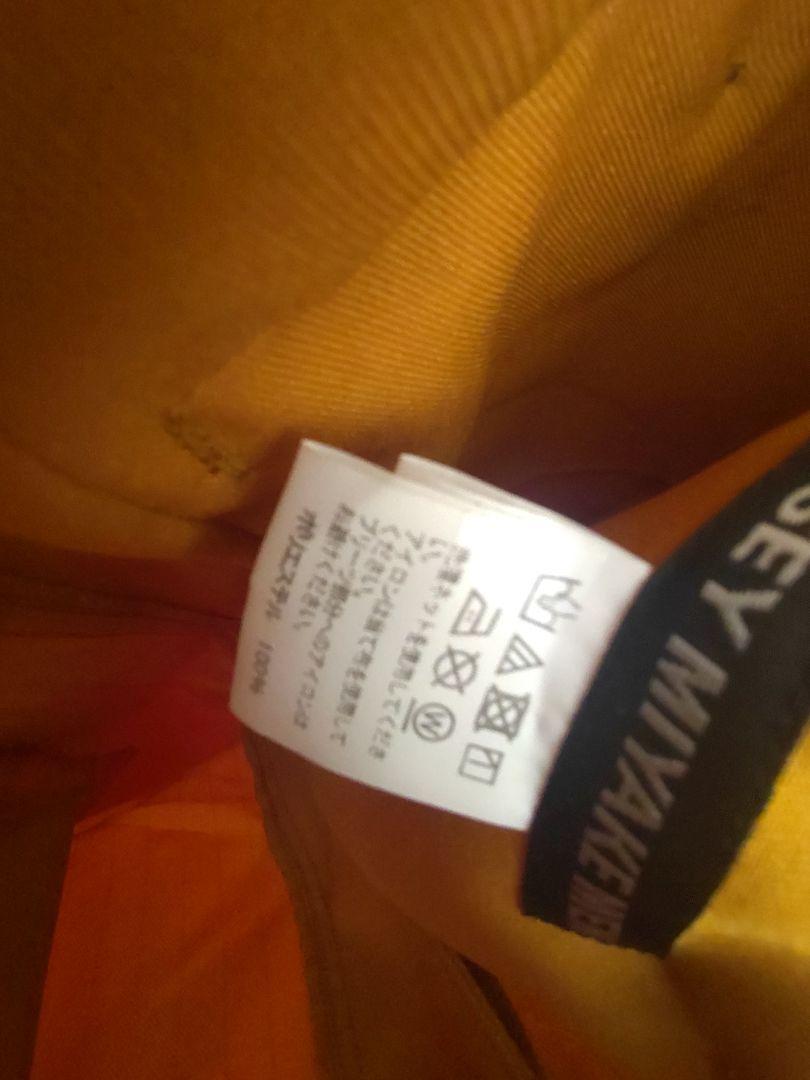 SEY MIYAKE MEN
W
洗濯ネットを使用してくださ
い。
アイロンは当て布を使用して
ください。
プリーツ部分へのアイロンは
お避けください。
ポリエステル 100%